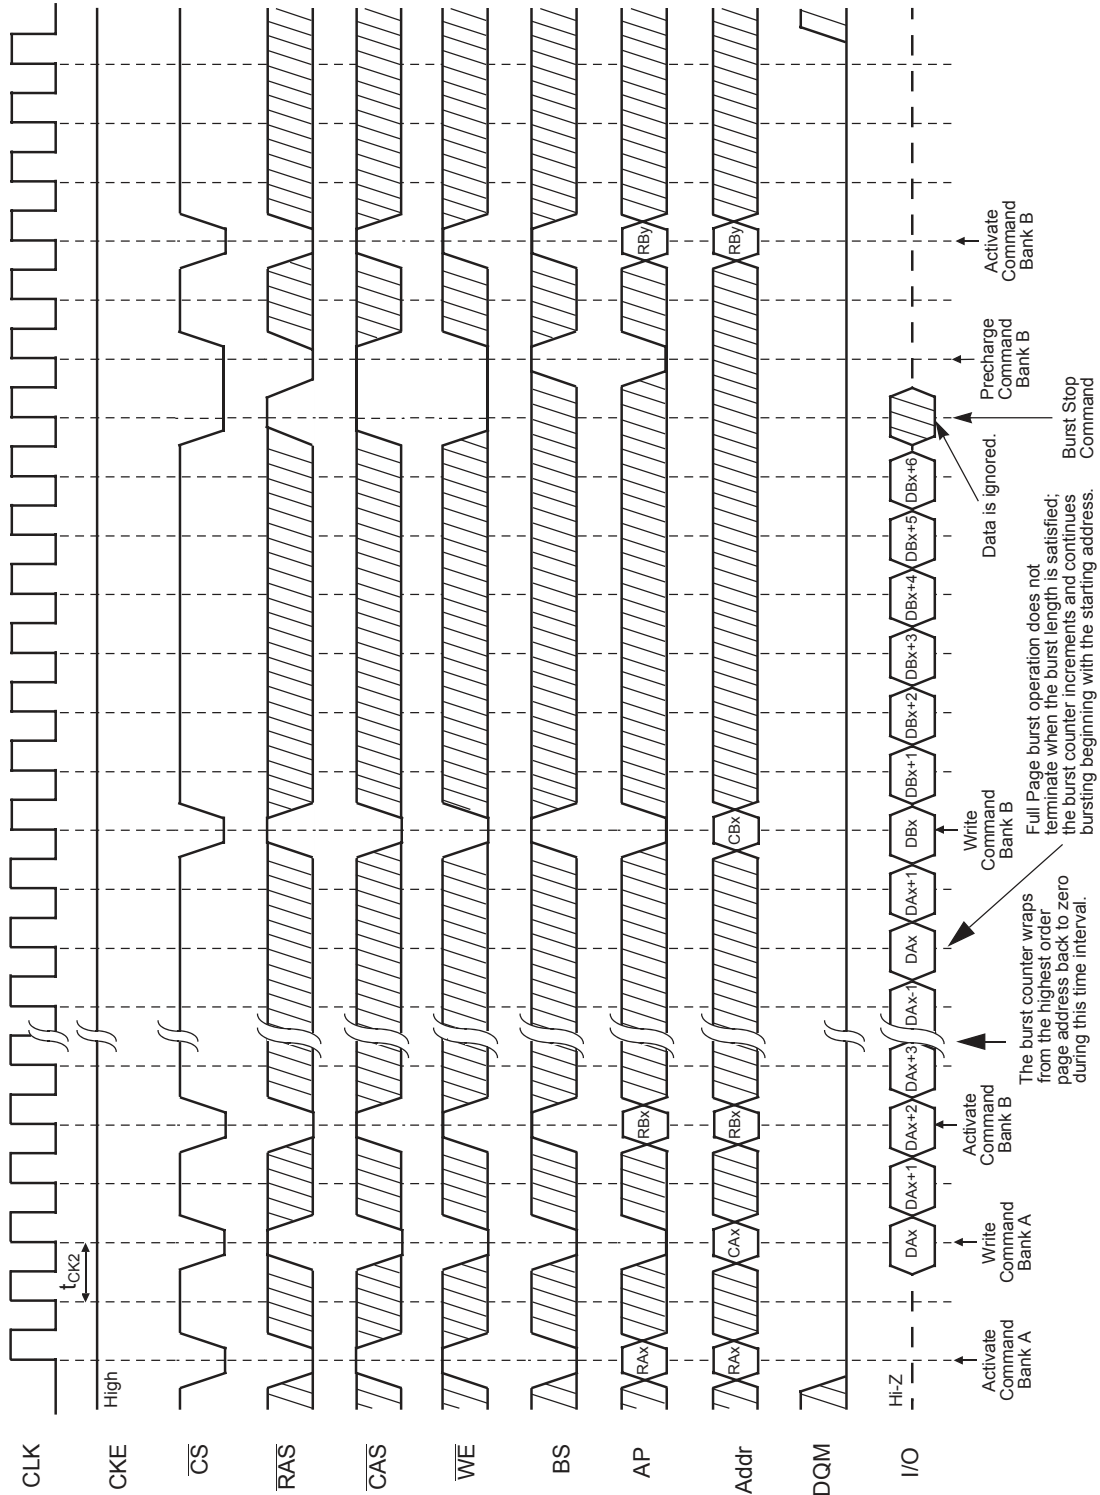 CLK
CKE
CS
RAS
CAS
WE
BS
AP
Addr
DQM
I/O
tCK2
High
RAx
RBx
RBy
RAx
CAx
RBx
CBx
RBy
Hi-Z
DAx
DAx+1
DAx+2
DAx+3
DAx-1
DAx
DAx+1
DBx
DBx+1
DBx+2
DBx+3
DBx+4
DBx+5
DBx+6
Activate
Command
Bank A
Write
Command
Bank A
Activate
Command
Bank B
The burst counter wraps
from the highest order
page address back to zero
during this time interval.
Write
Command
Bank B
Full Page burst operation does not
terminate when the burst length is satisfied;
the burst counter increments and continues
bursting beginning with the starting address.
Data is ignored.
Precharge
Command
Bank B
Burst Stop
Command
Activate
Command
Bank B